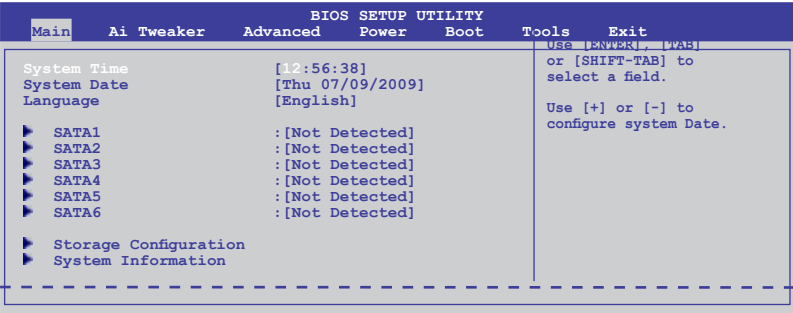 BIOS SETUP UTILITY
Main Ai Tweaker Advanced Power Boot Tools Exit
System Time [12:56:38]
System Date [Thu 07/09/2009]
Language [English]
SATA1 :[Not Detected]
SATA2 :[Not Detected]
SATA3 :[Not Detected]
SATA4 :[Not Detected]
SATA5 :[Not Detected]
SATA6 :[Not Detected]
Storage Configuration
System Information
Use [ENTER], [TAB]
or [SHIFT-TAB] to
select a field.
Use [+] or [-] to
configure system Date.